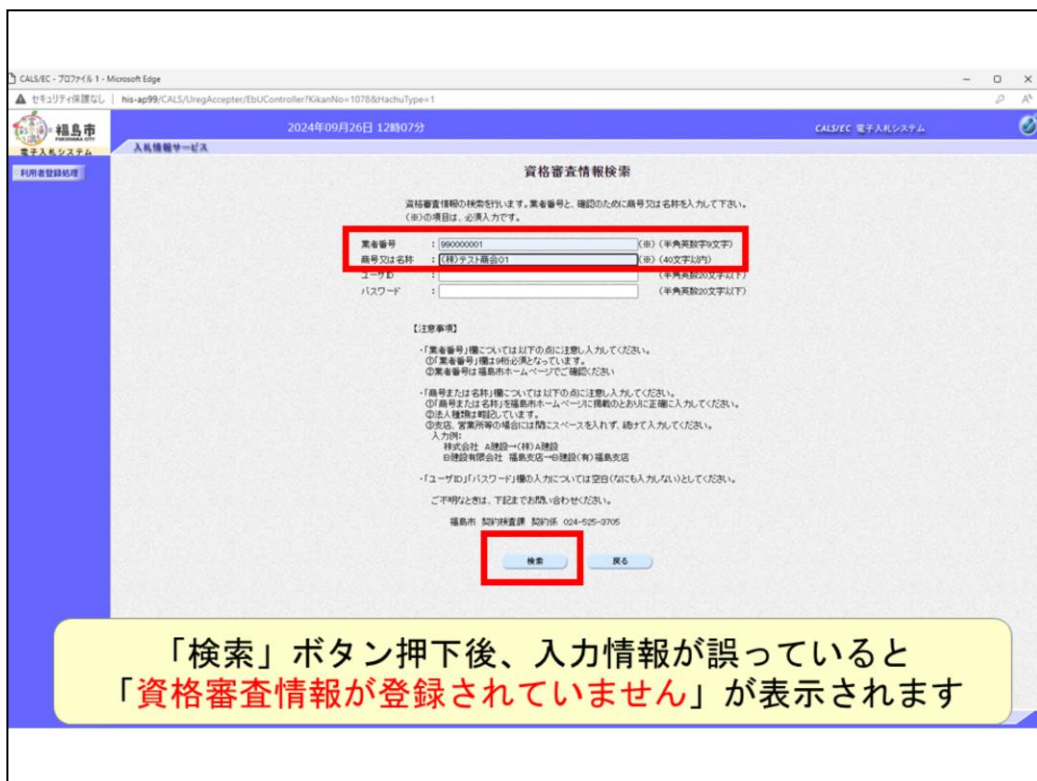 CALS/EC - プロファイル 1 - Microsoft Edge
セキュリティ保護なし | his-ap99/CALS/UregAccepter/EbUController?KikanNo=1078&HachuType=1
福島市
FUKUSHIMA CITY
電子入札システム
2024年09月26日 12時07分
CALS/EC 電子入札システム
入札情報サービス
利用者登録処理
資格審査情報検索
資格審査情報の検索を行います。業者番号と、確認のために商号又は名称を入力して下さい。
(※)の項目は、必須入力です。
業者番号 : 990000001 (※) (半角英数字9文字)
商号又は名称 : (株)テスト商会01 (※) (40文字以内)
ユーザID : (半角英数20文字以下)
パスワード : (半角英数20文字以下)
【注意事項】
・「業者番号」欄については以下の点に注意し入力してください。
①「業者番号」欄は9桁必須となっています。
②業者番号は福島市ホームページでご確認ください
・「商号または名称」欄については以下の点に注意し入力してください。
①「商号または名称」を福島市ホームページに掲載のとおりに正確に入力してください。
②法人種類は略記しています。
③支店、営業所等の場合には間にスペースを入れず、続けて入力してください。
入力例:
株式会社 A建設→(株)A建設
B建設有限会社 福島支店→B建設(有)福島支店
・「ユーザID」「パスワード」欄の入力については空白(なにも入力しない)としてください。
ご不明なときは、下記までお問い合わせください。
福島市 契約検査課 契約係 024-525-3705
検索 戻る
「検索」ボタン押下後、入力情報が誤っていると
「資格審査情報が登録されていません」が表示されます